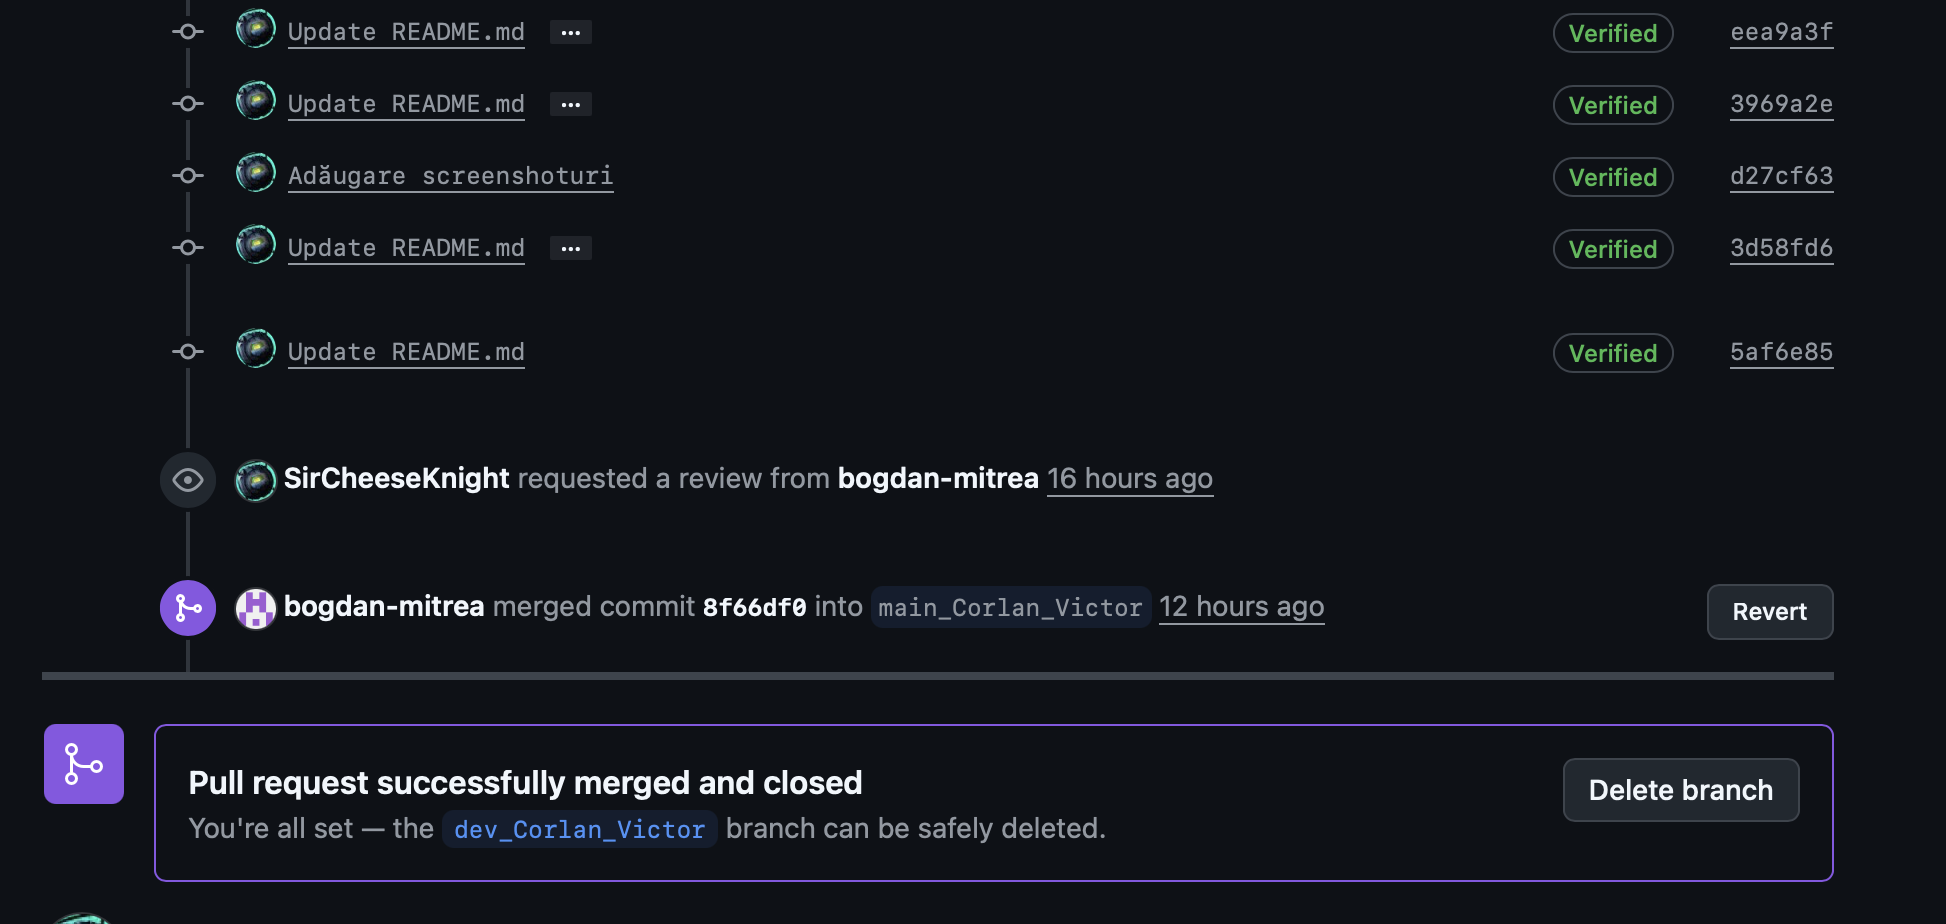 Update README.md ... Verified eea9a3f
Update README.md ... Verified 3969a2e
Adăugare screenshoturi Verified d27cf63
Update README.md ... Verified 3d58fd6
Update README.md Verified 5af6e85
SirCheeseKnight requested a review from bogdan-mitrea 16 hours ago
bogdan-mitrea merged commit 8f66df0 into main_Corlan_Victor 12 hours ago Revert
Pull request successfully merged and closed
You're all set — the dev_Corlan_Victor branch can be safely deleted.
Delete branch